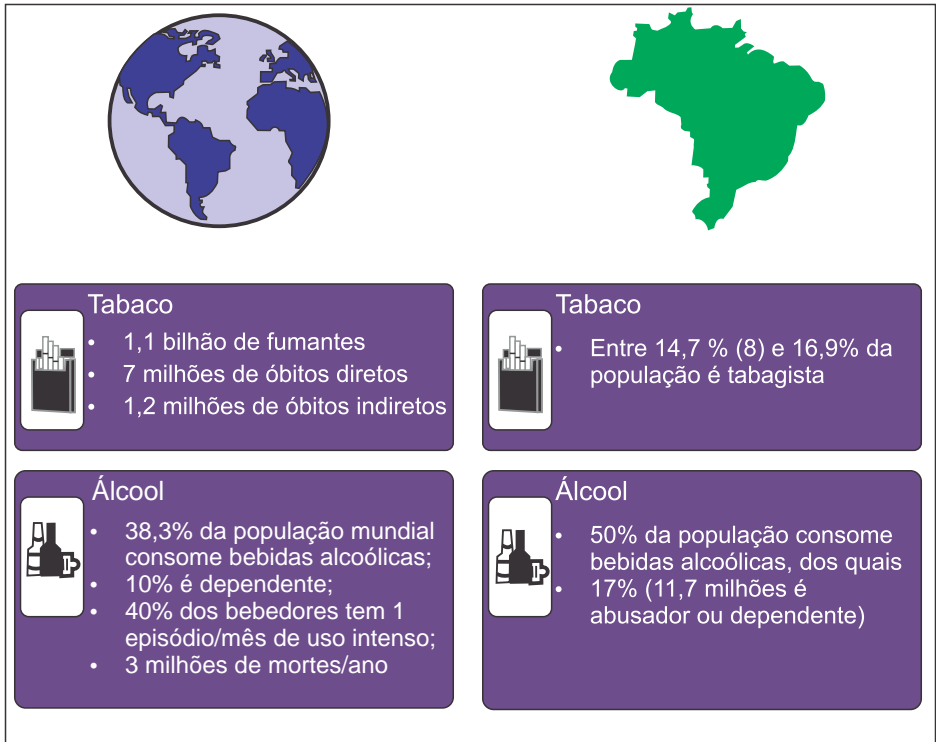 Tabaco
• 1,1 bilhão de fumantes
• 7 milhões de óbitos diretos
• 1,2 milhões de óbitos indiretos
Tabaco
• Entre 14,7 % (8) e 16,9% da
população é tabagista
Álcool
• 38,3% da população mundial
consome bebidas alcoólicas;
• 10% é dependente;
• 40% dos bebedores tem 1
episódio/mês de uso intenso;
• 3 milhões de mortes/ano
Álcool
• 50% da população consome
bebidas alcoólicas, dos quais
• 17% (11,7 milhões é
abusador ou dependente)